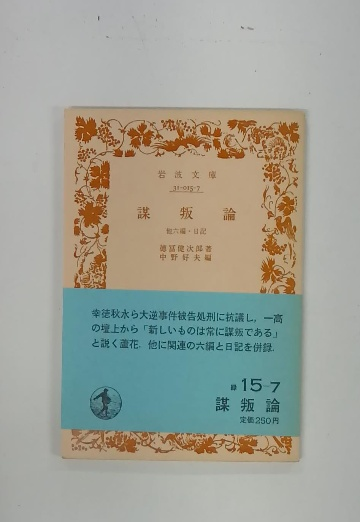 岩波文庫
31-015-7
謀叛論
他六編・日記
徳冨健次郎著
中野好夫編
幸徳秋水ら大逆事件被告処刑に抗議し，一高
の壇上から「新しいものは常に謀叛である」
と説く蘆花．他に関連の六編と日記を併録．
緑 15-7
謀叛論
定価250円